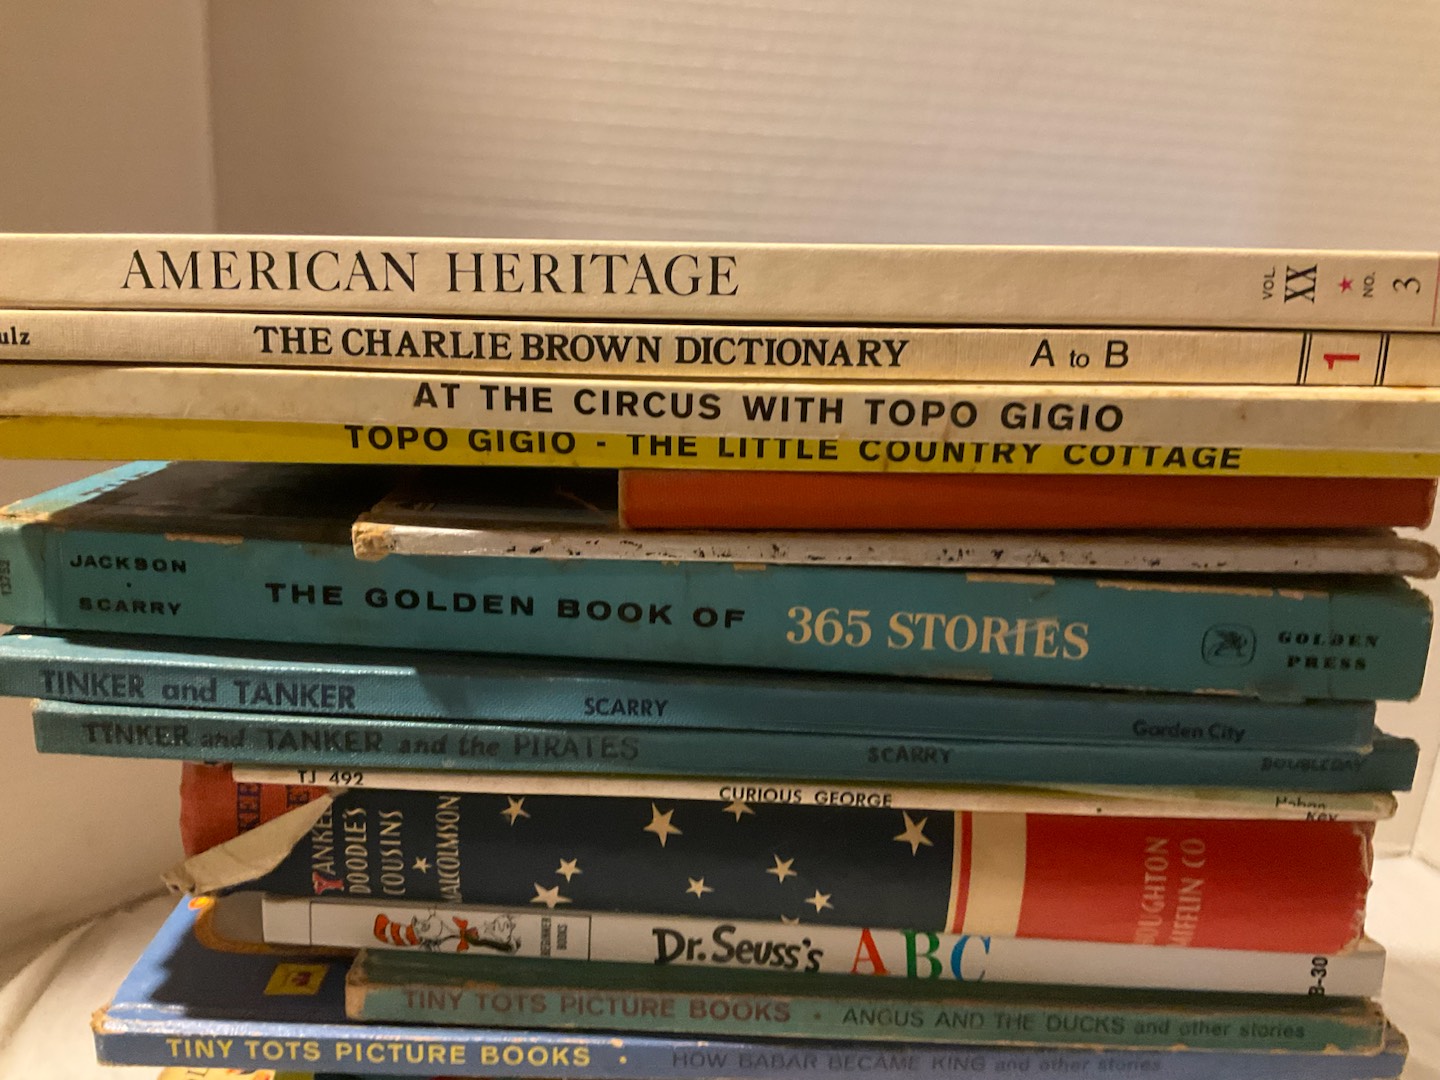 AMERICAN HERITAGE VOL XX ★ NO. 3
ulz THE CHARLIE BROWN DICTIONARY A to B 1
AT THE CIRCUS WITH TOPO GIGIO
TOPO GIGIO - THE LITTLE COUNTRY COTTAGE
JACKSON · SCARRY THE GOLDEN BOOK OF 365 STORIES GOLDEN PRESS
TINKER and TANKER SCARRY Garden City
TINKER and TANKER and the PIRATES SCARRY DOUBLEDAY
TJ 492 CURIOUS GEORGE
YANKEE DOODLE'S COUSINS ★ MALCOLMSON OUGHTON MIFFLIN CO
BEGINNER BOOKS Dr. Seuss's ABC B-30
TINY TOTS PICTURE BOOKS · ANGUS AND THE DUCKS and other stories
TINY TOTS PICTURE BOOKS · HOW BABAR BECAME KING and other stories